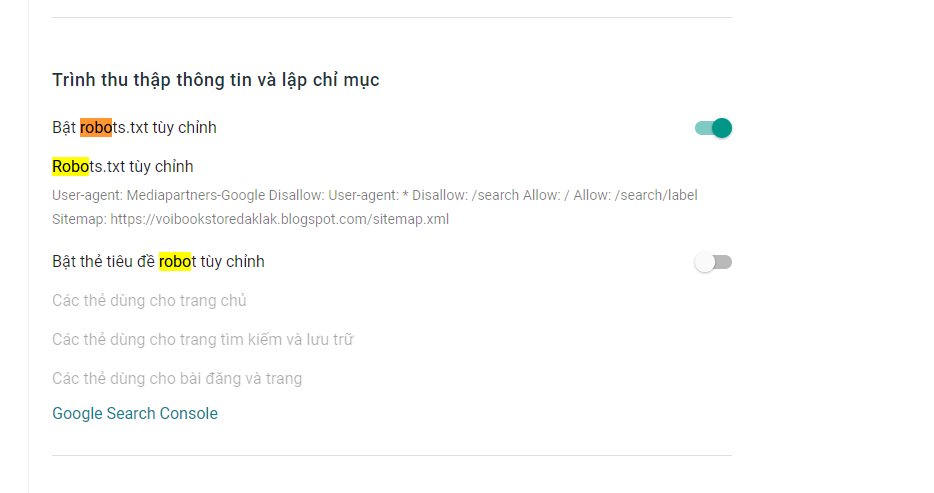 Trình thu thập thông tin và lập chỉ mục
Bật robots.txt tùy chỉnh
Robots.txt tùy chỉnh
User-agent: Mediapartners-Google Disallow: User-agent: * Disallow: /search Allow: / Allow: /search/label
Sitemap: https://voibookstoredaklak.blogspot.com/sitemap.xml
Bật thẻ tiêu đề robot tùy chỉnh
Các thẻ dùng cho trang chủ
Các thẻ dùng cho trang tìm kiếm và lưu trữ
Các thẻ dùng cho bài đăng và trang
Google Search Console